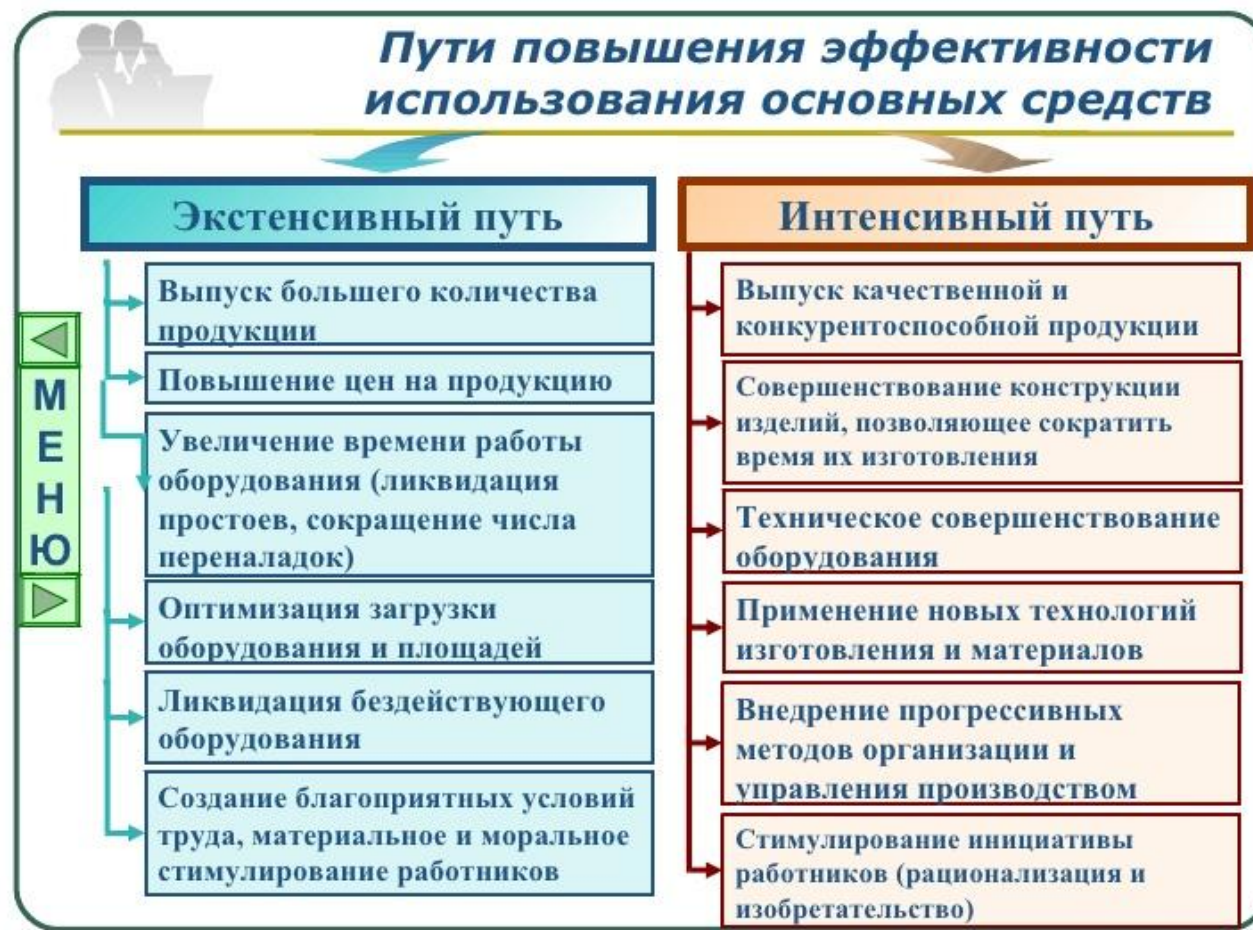 Пути повышения эффективности
использования основных средств
Экстенсивный путь
Выпуск большего количества
продукции
Повышение цен на продукцию
Увеличение времени работы
оборудования (ликвидация
простоев, сокращение числа
переналадок)
Оптимизация загрузки
оборудования и площадей
Ликвидация бездействующего
оборудования
Создание благоприятных условий
труда, материальное и моральное
стимулирование работников
Интенсивный путь
Выпуск качественной и
конкурентоспособной продукции
Совершенствование конструкции
изделий, позволяющее сократить
время их изготовления
Техническое совершенствование
оборудования
Применение новых технологий
изготовления и материалов
Внедрение прогрессивных
методов организации и
управления производством
Стимулирование инициативы
работников (рационализация и
изобретательство)
МЕНЮ